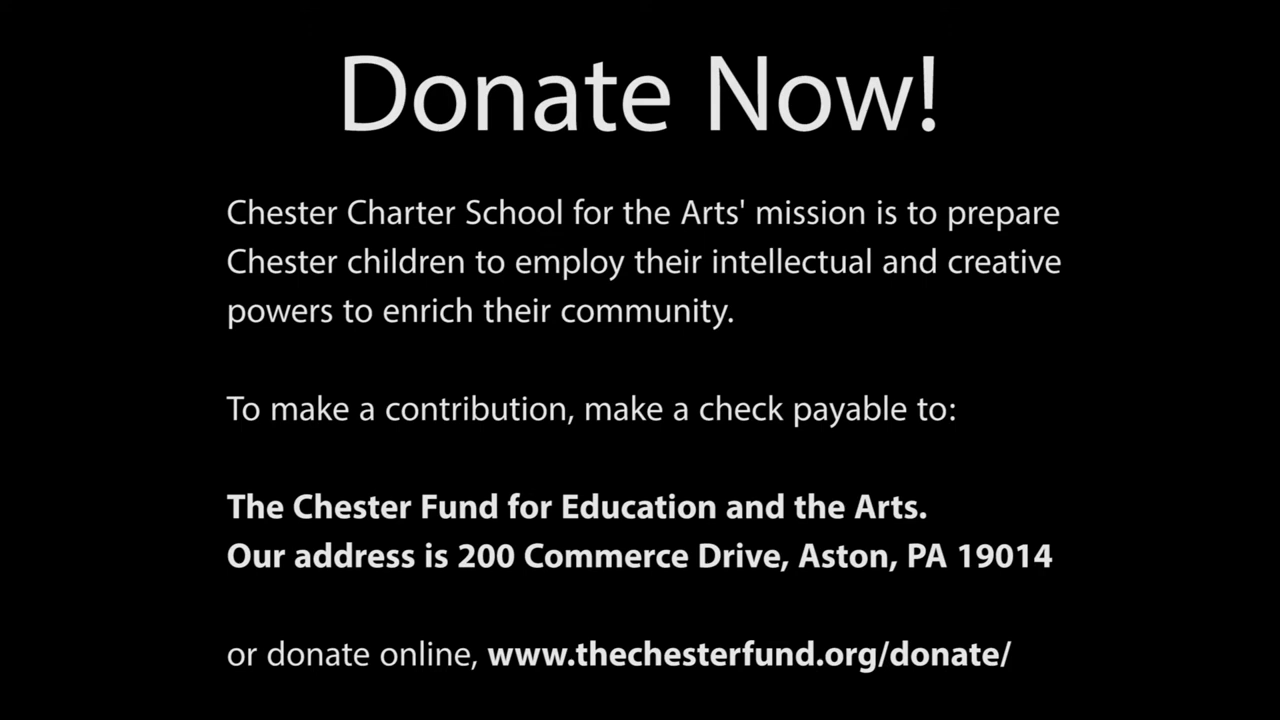 Donate Now!
Chester Charter School for the Arts' mission is to prepare
Chester children to employ their intellectual and creative
powers to enrich their community.
To make a contribution, make a check payable to:
The Chester Fund for Education and the Arts.
Our address is 200 Commerce Drive, Aston, PA 19014
or donate online, www.thechesterfund.org/donate/